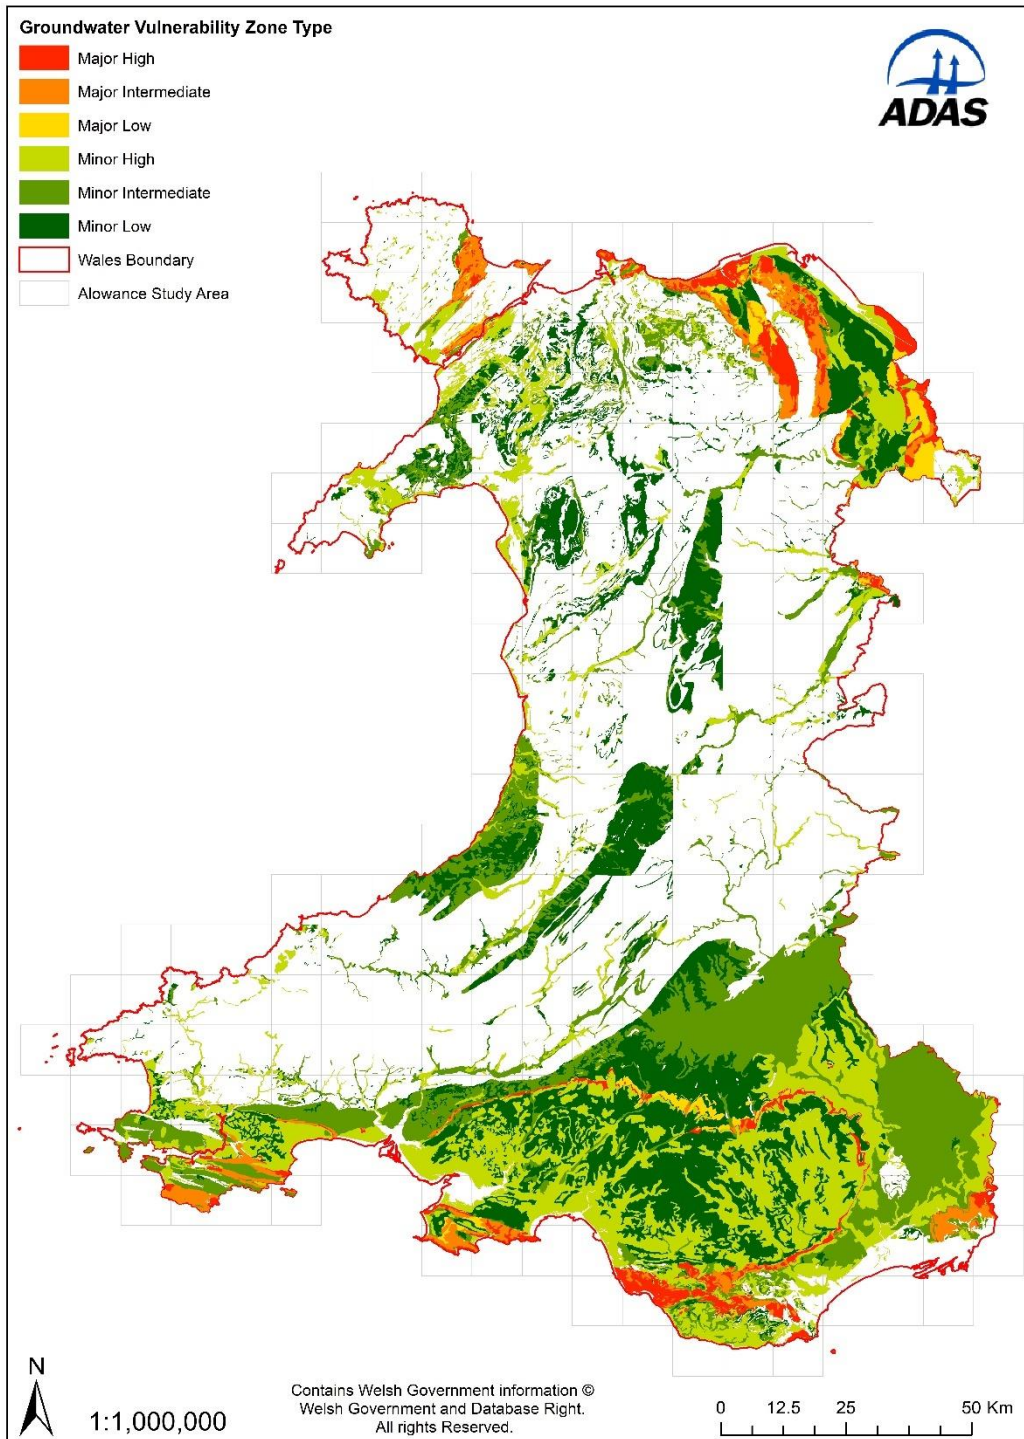 Groundwater Vulnerability Zone Type
Major High
Major Intermediate
Major Low
Minor High
Minor Intermediate
Minor Low
Wales Boundary
Alowance Study Area
ADAS
N
1:1,000,000
Contains Welsh Government information ©
Welsh Government and Database Right.
All rights Reserved.
0 12.5 25 50 Km